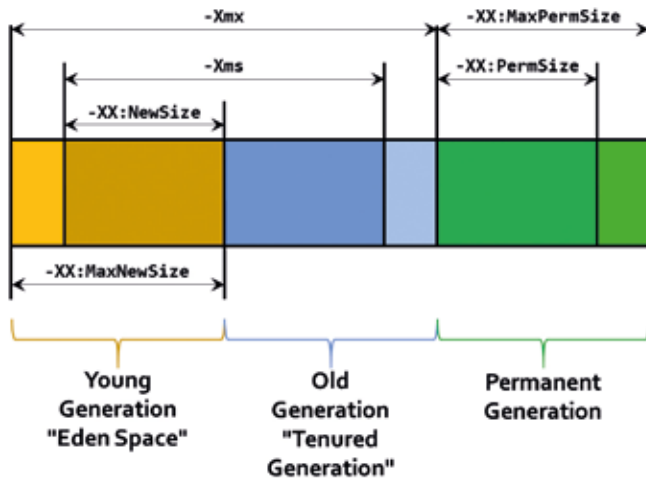 -Xmx
-XX:MaxPermSize
-Xms
-XX:PermSize
-XX:NewSize
-XX:MaxNewSize
Young
Generation
"Eden Space"
Old
Generation
"Tenured
Generation"
Permanent
Generation